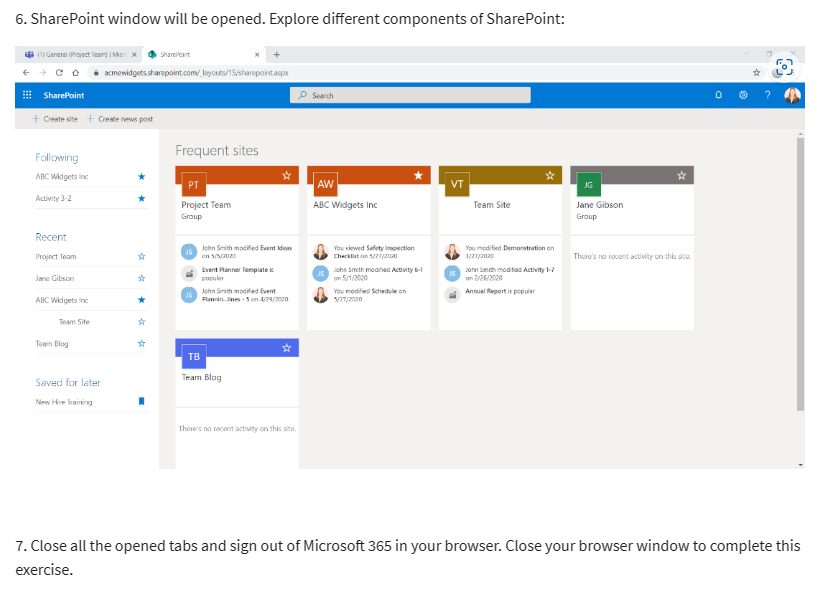 6. SharePoint window will be opened. Explore different components of SharePoint:
(1) General (Project Team) | Micr
SharePoint
acmewidgets.sharepoint.com/_layouts/15/sharepoint.aspx
SharePoint
Search
?
+ Create site + Create news post
Following
ABC Widgets Inc
Activity 3-2
Recent
Project Team
Jane Gibson
ABC Widgets Inc
Team Site
Team Blog
Saved for later
New Hire Training
Frequent sites
PT
Project Team
Group
JS
John Smith modified Event Ideas
on 5/5/2020
Event Planner Template is
popular
JS
John Smith modified Event
Plannin...lines - 5 on 4/29/2020
AW
ABC Widgets Inc
You viewed Safety Inspection
Checklist on 5/27/2020
JS
John Smith modified Activity 6-1
on 5/1/2020
You modified Schedule on
5/27/2020
VT
Team Site
You modified Demonstration on
3/27/2020
JS
John Smith modified Activity 1-7
on 2/26/2020
Annual Report is popular
JG
Jane Gibson
Group
There's no recent activity on this site.
TB
Team Blog
There's no recent activity on this site.
7. Close all the opened tabs and sign out of Microsoft 365 in your browser. Close your browser window to complete this
exercise.